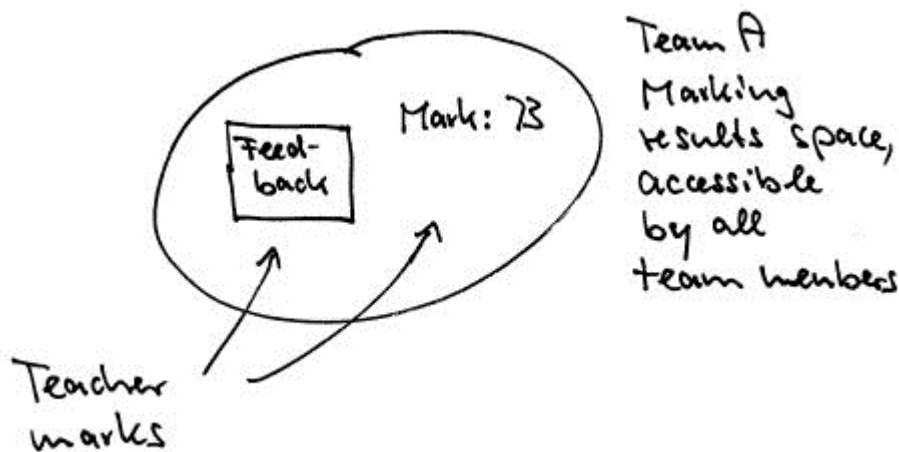 Feed-
back
Mark: 73
Team A
Marking
results space,
accessible
by all
team members
Teacher
marks